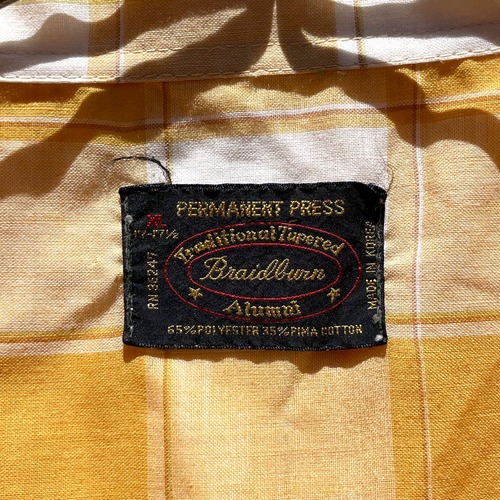 PERMANENT PRESS
XL
17-17½
Traditional Tapered
Braidburn
Alumni
65% POLYESTER 35% PIMA COTTON
RN 36247
MADE IN KOREA